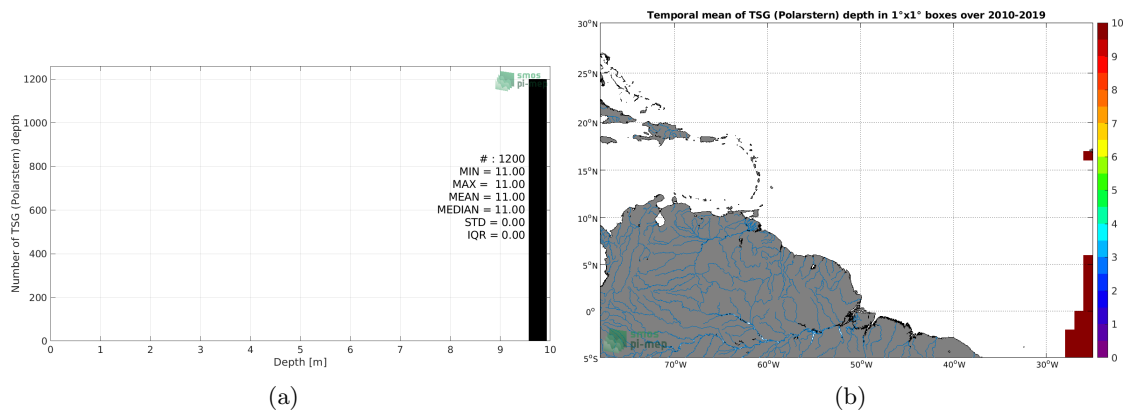 smos
pi-mep
# : 1200
MIN = 11.00
MAX = 11.00
MEAN = 11.00
MEDIAN = 11.00
STD = 0.00
IQR = 0.00
Number of TSG (Polarstern) depth
1200
1000
800
600
400
200
0
0 1 2 3 4 5 6 7 8 9 10
Depth [m]
(a)
Temporal mean of TSG (Polarstern) depth in 1°x1° boxes over 2010-2019
30°N
25°N
20°N
15°N
10°N
5°N
0°
5°S
70°W 60°W 50°W 40°W 30°W
smos
pi-mep
10
9
8
7
6
5
4
3
2
1
0
(b)